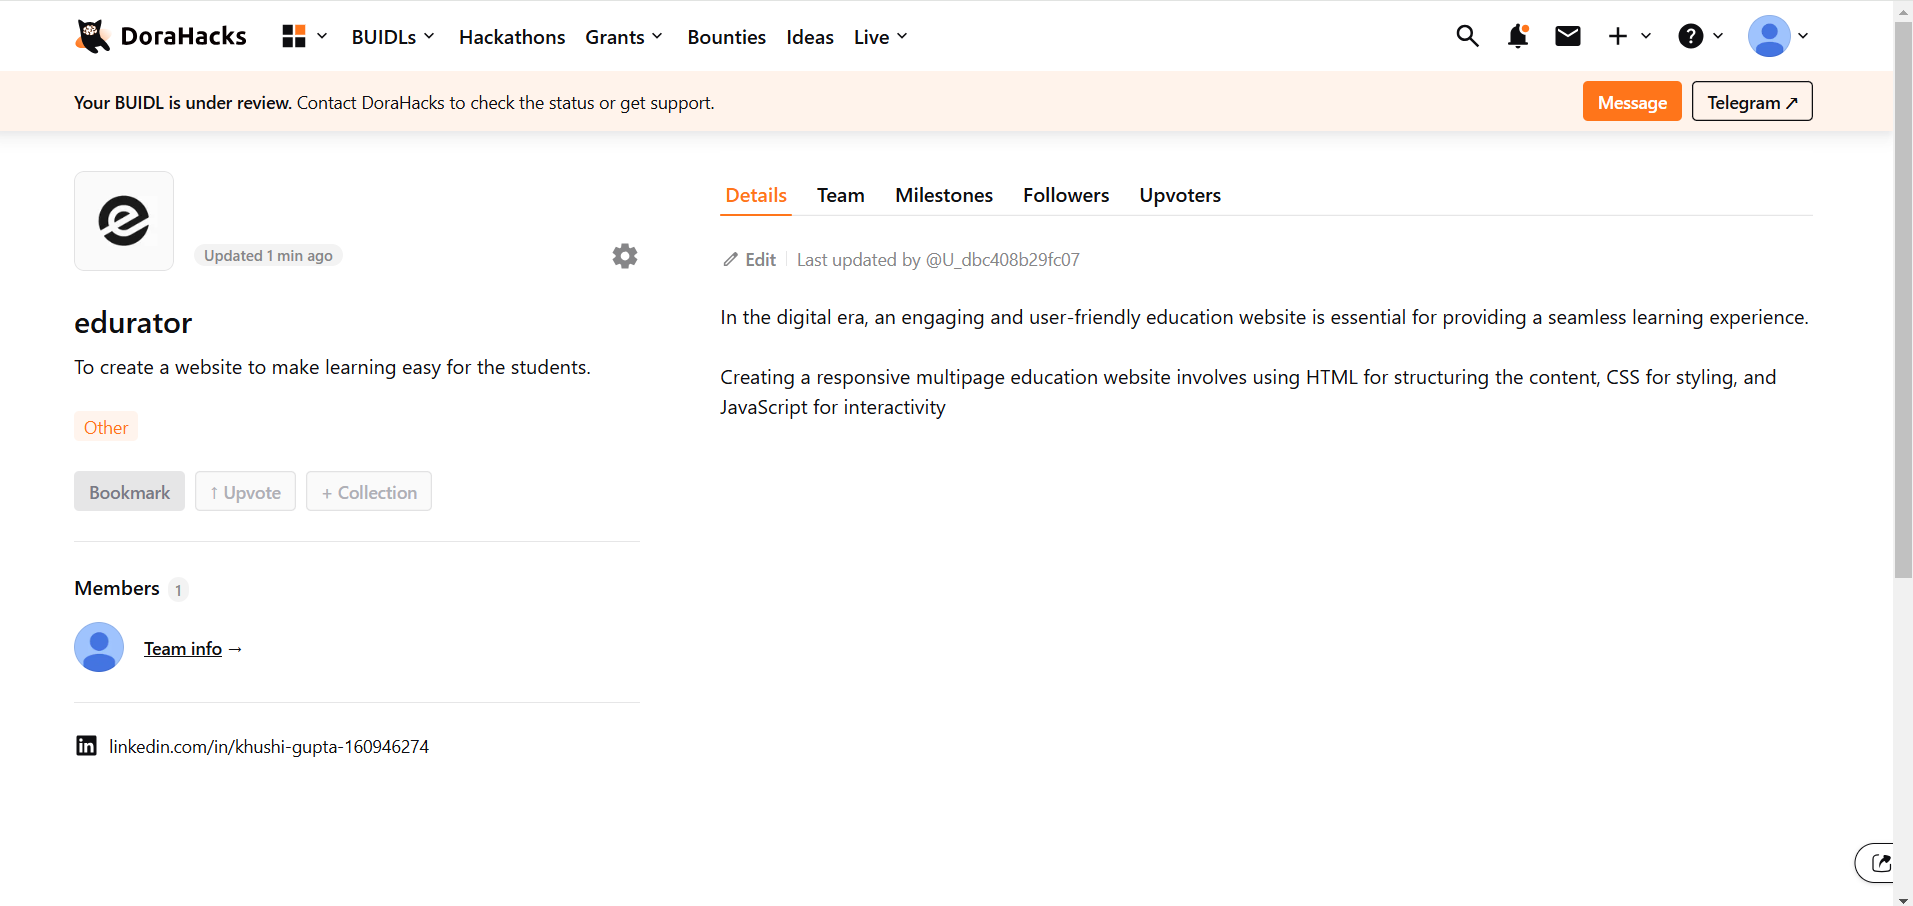 DoraHacks BUIDLs Hackathons Grants Bounties Ideas Live
Your BUIDL is under review. Contact DoraHacks to check the status or get support. Message Telegram ↗
Updated 1 min ago
edurator
To create a website to make learning easy for the students.
Other
Bookmark ↑ Upvote + Collection
Members 1
Team info →
linkedin.com/in/khushi-gupta-160946274
Details Team Milestones Followers Upvoters
Edit Last updated by @U_dbc408b29fc07
In the digital era, an engaging and user-friendly education website is essential for providing a seamless learning experience.
Creating a responsive multipage education website involves using HTML for structuring the content, CSS for styling, and
JavaScript for interactivity